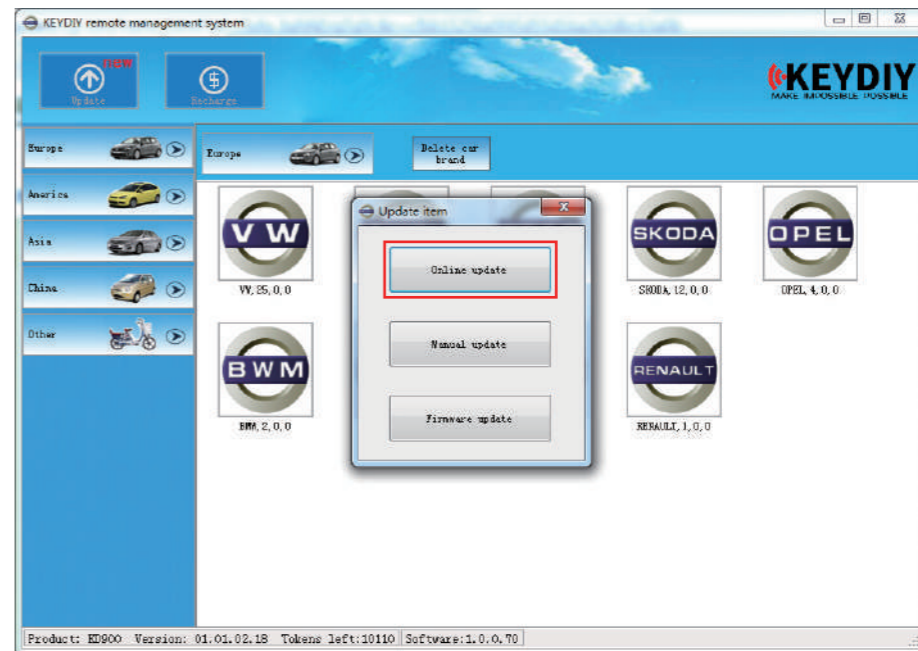 KEYDIY remote management system
new
Update
Recharge
KEYDIY
MAKE IMPOSSIBLE POSSIBLE
Europe
America
Asia
China
Other
Europe
Delete car
brand
Update item
Online update
Manual update
Firmware update
VW
SKODA
OPEL
VW, 25, 0, 0
SKODA, 12, 0, 0
OPEL, 4, 0, 0
BWM
RENAULT
2, 0, 0
RENAULT, 1, 0, 0
Product: KD900 Version: 01.01.02.18 Tokens left:10110 Software:1.0.0.70